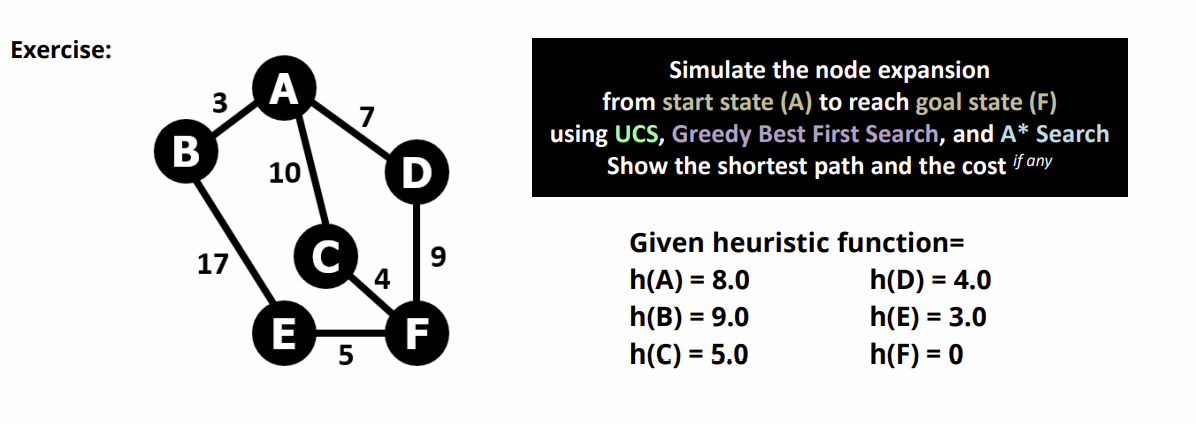 Exercise:
A
3
7
B
10
D
17
C
9
4
E
F
5
Simulate the node expansion
from start state (A) to reach goal state (F)
using UCS, Greedy Best First Search, and A* Search
Show the shortest path and the cost if any
Given heuristic function=
h(A) = 8.0 h(D) = 4.0
h(B) = 9.0 h(E) = 3.0
h(C) = 5.0 h(F) = 0